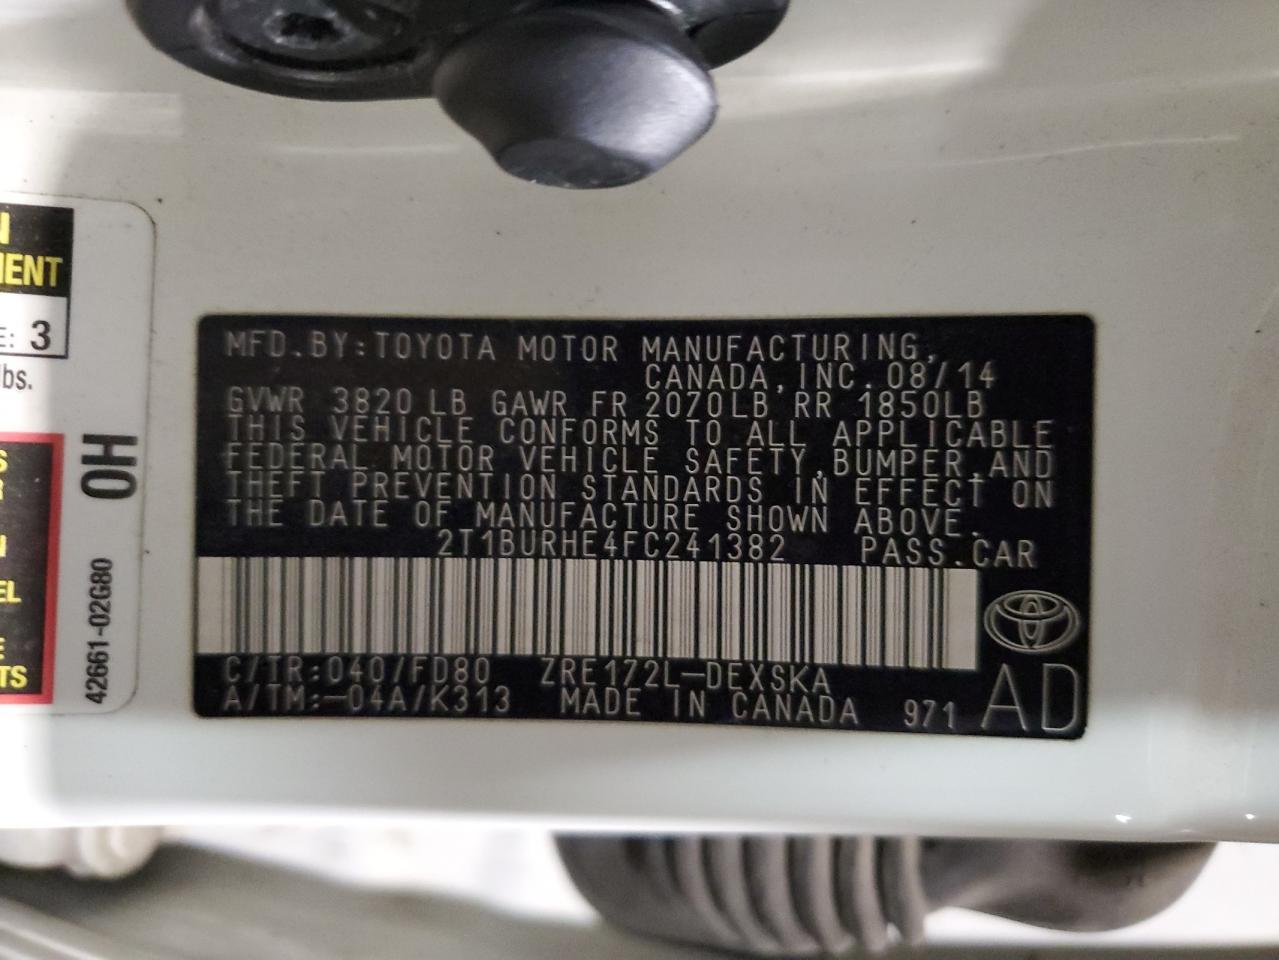 N
MENT
E: 3
lbs.
S
N
EL
E
TS
OH
42661-02G80
MFD.BY:TOYOTA MOTOR MANUFACTURING,
CANADA,INC. 08/14
GVWR 3820 LB GAWR FR 2070LB RR 1850LB
THIS VEHICLE CONFORMS TO ALL APPLICABLE
FEDERAL MOTOR VEHICLE SAFETY,BUMPER,AND
THEFT PREVENTION STANDARDS IN EFFECT ON
THE DATE OF MANUFACTURE SHOWN ABOVE.
2T1BURHE4FC241382 PASS.CAR
C/TR:040/FD80 ZRE172L-DEXSKA
A/TM:-04A/K313 MADE IN CANADA 971 AD